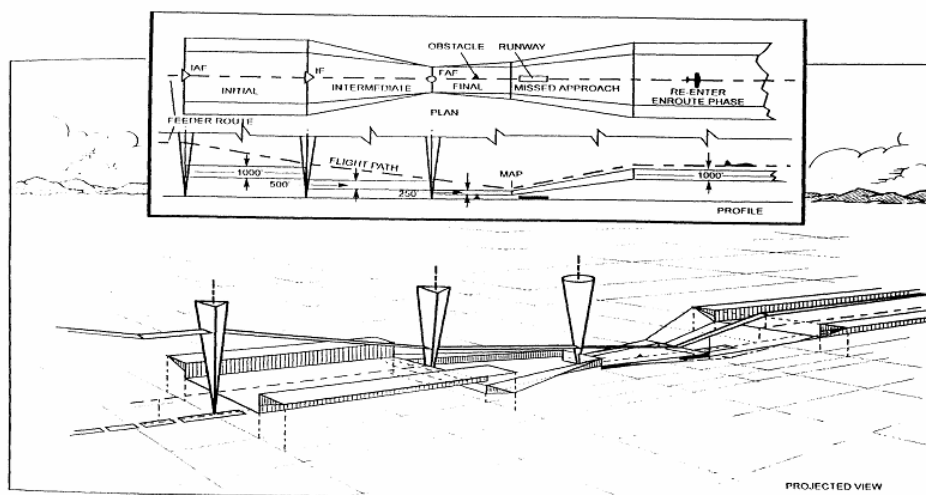 OBSTACLE RUNWAY
IAF
IF
FAF
INITIAL
INTERMEDIATE
FINAL
MISSED APPROACH
RE-ENTER
ENROUTE PHASE
PLAN
FEEDER ROUTE
FLIGHT PATH
MAP
1000'
500'
250'
1000'
PROFILE
PROJECTED VIEW